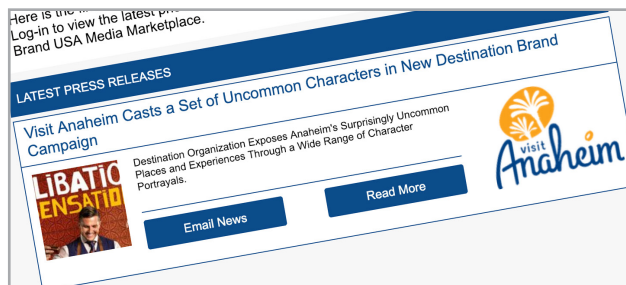 Here is the
Log-in to view the latest
Brand USA Media Marketplace.
LATEST PRESS RELEASES
Visit Anaheim Casts a Set of Uncommon Characters in New Destination Brand
Campaign
Destination Organization Exposes Anaheim's Surprisingly Uncommon
Places and Experiences Through a Wide Range of Character
Portrayals.
LIBATIO
ENSATIO
Email News
Read More
visit
Anaheim